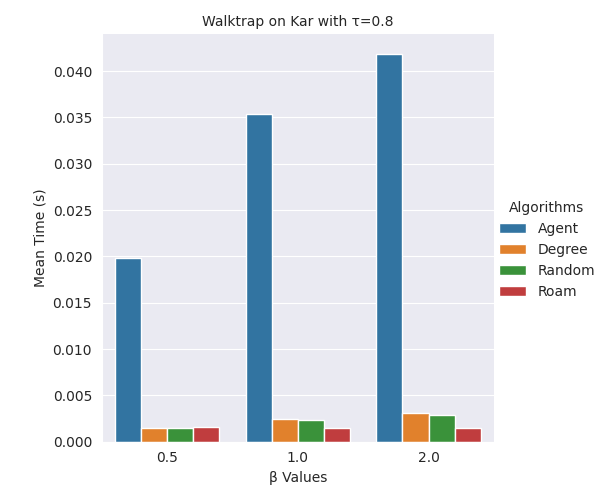 Walktrap on Kar with τ=0.8
0.040
0.035
0.030
0.025
0.020
0.015
0.010
0.005
0.000
Mean Time (s)
0.5 1.0 2.0
β Values
Algorithms
Agent
Degree
Random
Roam